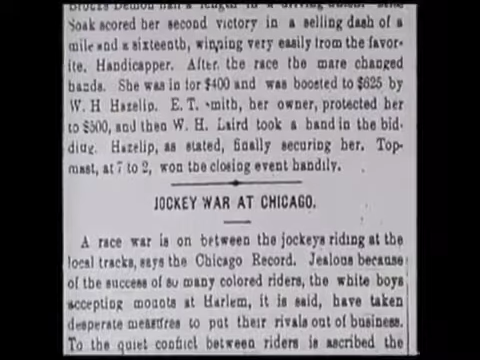 Soak scored her second victory in a selling dash of a
mile and a sixteenth, winning very easily from the favor-
ite, Handicapper. After the race the mare changed
hands. She was in for $400 and was boosted to $625 by
W. H Hazelip. E. T. Smith, her owner, protected her
to $500, and then W. H. Laird took a hand in the bid-
ding. Hazelip, as stated, finally securing her. Top-
mast, at 7 to 2, won the closing event handily.
JOCKEY WAR AT CHICAGO.
A race war is on between the jockeys riding at the
local tracks, says the Chicago Record. Jealous because
of the success of so many colored riders, the white boys
accepting mounts at Harlem, it is said, have taken
desperate measures to put their rivals out of business.
To the quiet conflict between riders is ascribed the